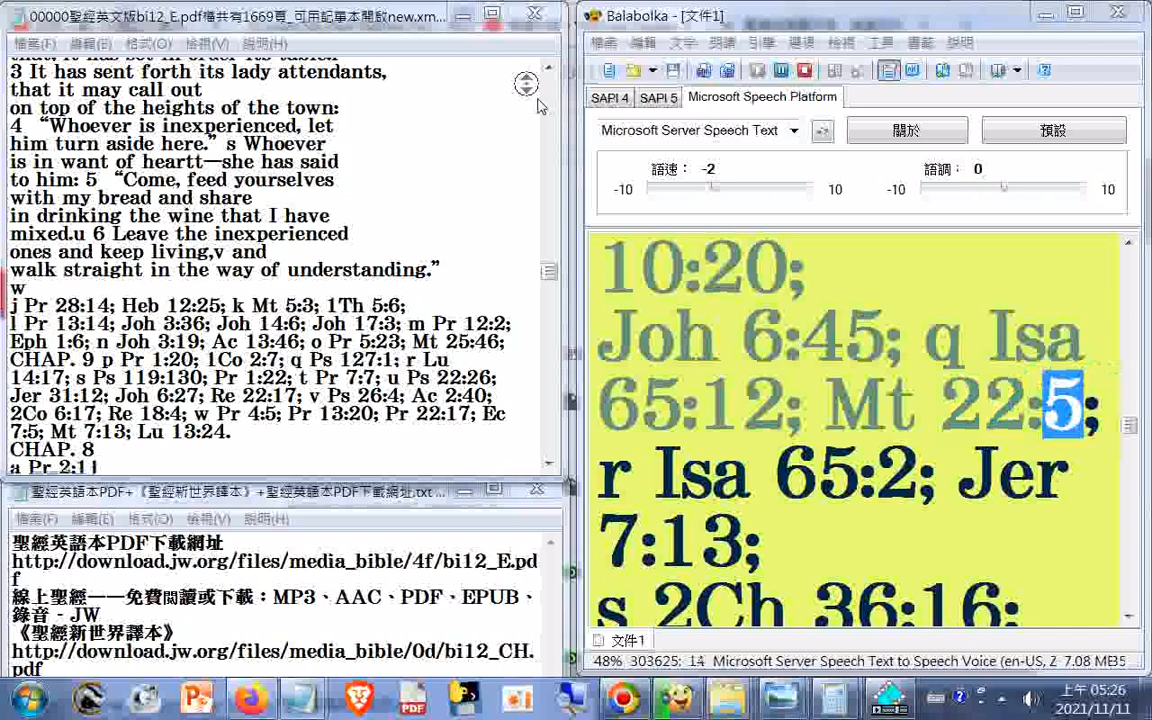 00000聖經英文版bi12_E.pdf檔共有1669頁_可用記事本開啟new.xm...
檔案(F) 編輯(E) 格式(O) 檢視(V) 說明(H)
3 It has sent forth its lady attendants,
that it may call out
on top of the heights of the town:
4 “Whoever is inexperienced, let
him turn aside here.” s Whoever
is in want of heartt—she has said
to him: 5 “Come, feed yourselves
with my bread and share
in drinking the wine that I have
mixed.u 6 Leave the inexperienced
ones and keep living,v and
walk straight in the way of understanding.”
w
j Pr 28:14; Heb 12:25; k Mt 5:3; 1Th 5:6;
l Pr 13:14; Joh 3:36; Joh 14:6; Joh 17:3; m Pr 12:2;
Eph 1:6; n Joh 3:19; Ac 13:46; o Pr 5:23; Mt 25:46;
CHAP. 9 p Pr 1:20; 1Co 2:7; q Ps 127:1; r Lu
14:17; s Ps 119:130; Pr 1:22; t Pr 7:7; u Ps 22:26;
Jer 31:12; Joh 6:27; Re 22:17; v Ps 26:4; Ac 2:40;
2Co 6:17; Re 18:4; w Pr 4:5; Pr 13:20; Pr 22:17; Ec
7:5; Mt 7:13; Lu 13:24.
CHAP. 8
a Pr 2:1
聖經英語本PDF+《聖經新世界譯本》+聖經英語本PDF下載網址.txt ...
檔案(F) 編輯(E) 格式(O) 檢視(V) 說明(H)
聖經英語本PDF下載網址
http://download.jw.org/files/media_bible/4f/bi12_E.pd
f
線上聖經——免費閱讀或下載：MP3、AAC、PDF、EPUB、
錄音 - JW
《聖經新世界譯本》
http://download.jw.org/files/media_bible/0d/bi12_CH.
pdf
Balabolka - [文件1]
檔案 編輯 文字 朗讀 引擎 選項 檢視 工具 書籤 說明
SAPI 4 SAPI 5 Microsoft Speech Platform
Microsoft Server Speech Text 關於 預設
語速： -2 語調： 0
-10 10 -10 10
10:20;
Joh 6:45; q Isa
65:12; Mt 22:5;
r Isa 65:2; Jer
7:13;
s 2Ch 36:16;
文件1
48% 303625: 14 Microsoft Server Speech Text to Speech Voice (en-US, Z 7.08 MB
PDF
上午 05:26
2021/11/11